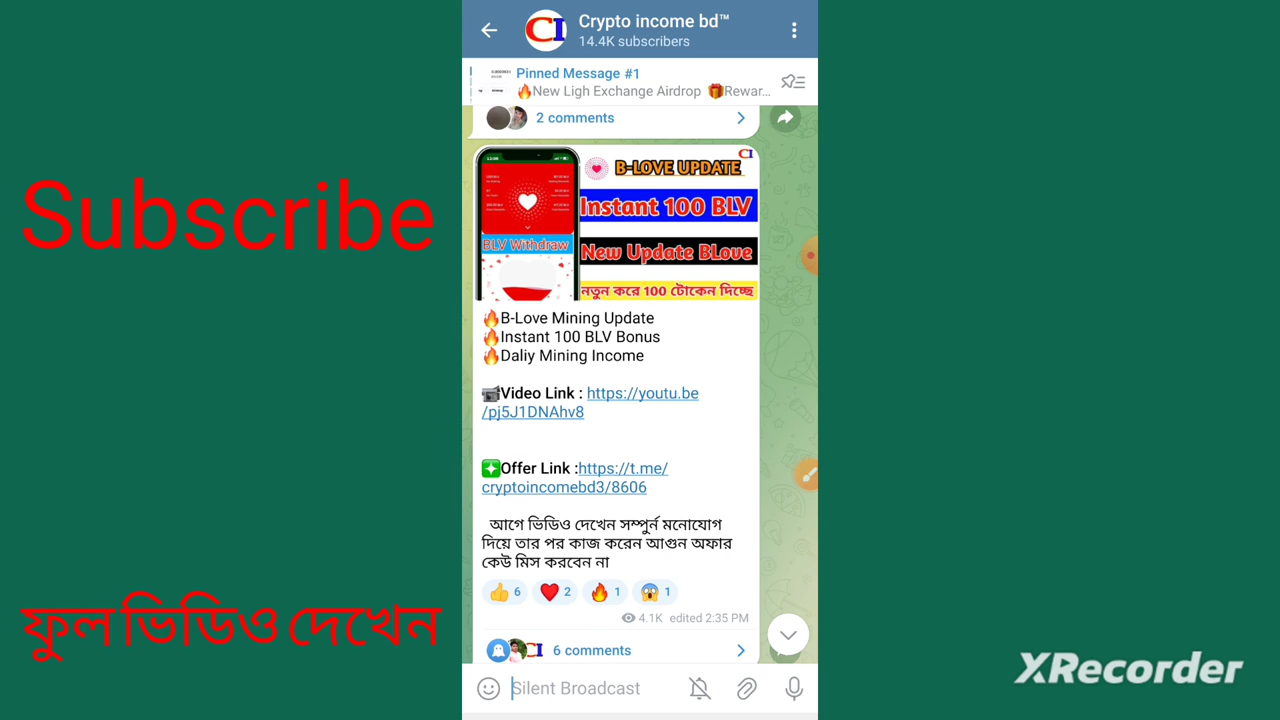 Crypto income bd™
14.4K subscribers
Pinned Message #1
🔥New Ligh Exchange Airdrop 🎁Rewar...
2 comments
CI
B-LOVE UPDATE
Instant 100 BLV
BLV Withdraw
New Update BLove
নতুন করে 100 টোকেন দিচ্ছে
🔥B-Love Mining Update
🔥Instant 100 BLV Bonus
🔥Daliy Mining Income
Video Link : https://youtu.be
/pj5J1DNAhv8
Offer Link :https://t.me/
cryptoincomebd3/8606
আগে ভিডিও দেখেন সম্পুর্ন মনোযোগ
দিয়ে তার পর কাজ করেন আগুন অফার
কেউ মিস করবেন না
👍 6 ❤ 2 🔥 1 😱 1
4.1K edited 2:35 PM
CI 6 comments
Silent Broadcast
Subscribe
ফুল ভিডিও দেখেন
XRecorder